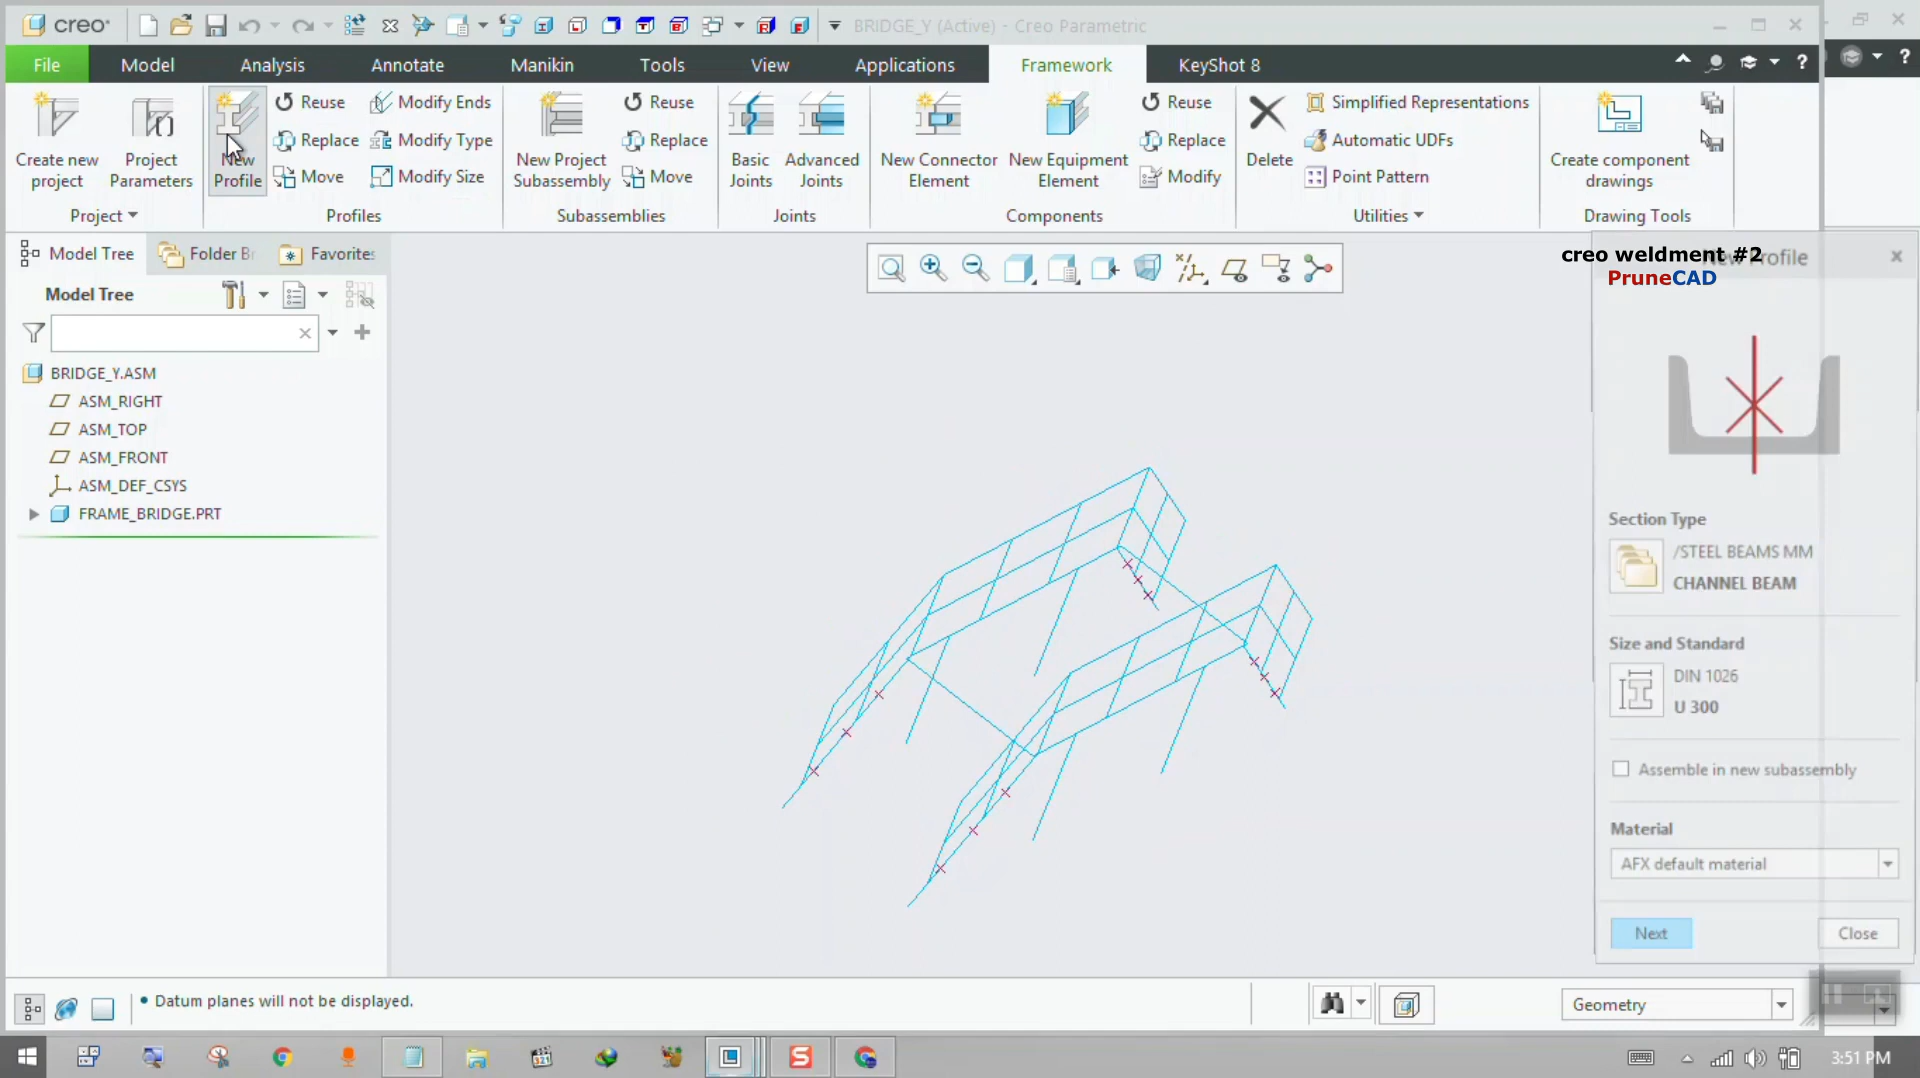 creo
BRIDGE_Y (Active) - Creo Parametric
File
Model
Analysis
Annotate
Manikin
Tools
View
Applications
Framework
KeyShot 8
Create new
project
Project
Parameters
Project
New
Profile
Reuse
Replace
Move
Modify Ends
Modify Type
Modify Size
Profiles
New Project
Subassembly
Reuse
Replace
Move
Subassemblies
Basic
Joints
Advanced
Joints
Joints
New Connector
Element
New Equipment
Element
Reuse
Replace
Modify
Components
Delete
Simplified Representations
Automatic UDFs
Point Pattern
Utilities
Create component
drawings
Drawing Tools
Model Tree
Folder Br
Favorites
Model Tree
BRIDGE_Y.ASM
ASM_RIGHT
ASM_TOP
ASM_FRONT
ASM_DEF_CSYS
FRAME_BRIDGE.PRT
creo weldment #2
PruneCAD
New Profile
Section Type
/STEEL BEAMS MM
CHANNEL BEAM
Size and Standard
DIN 1026
U 300
Assemble in new subassembly
Material
AFX default material
Next
Close
• Datum planes will not be displayed.
Geometry
3:51 PM